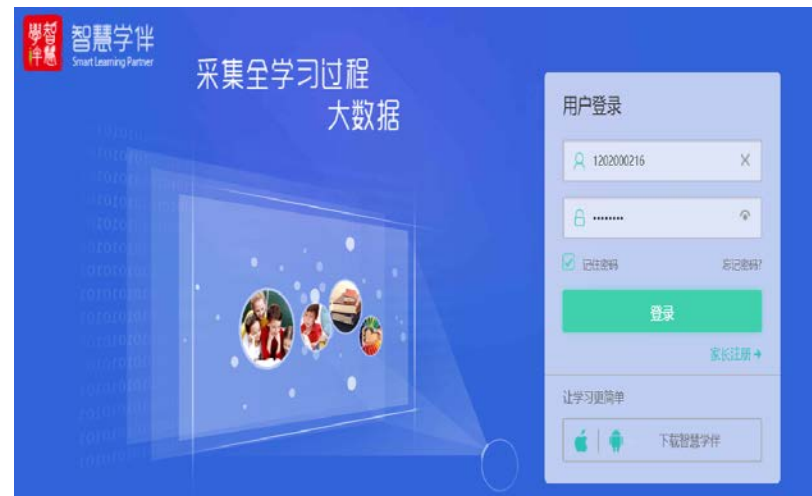 智慧学伴
智慧学伴
Smart Learning Partner
采集全学习过程
大数据
用户登录
1202000216
••••••••
记住密码
忘记密码?
登录
家长注册→
让学习更简单
下载智慧学伴